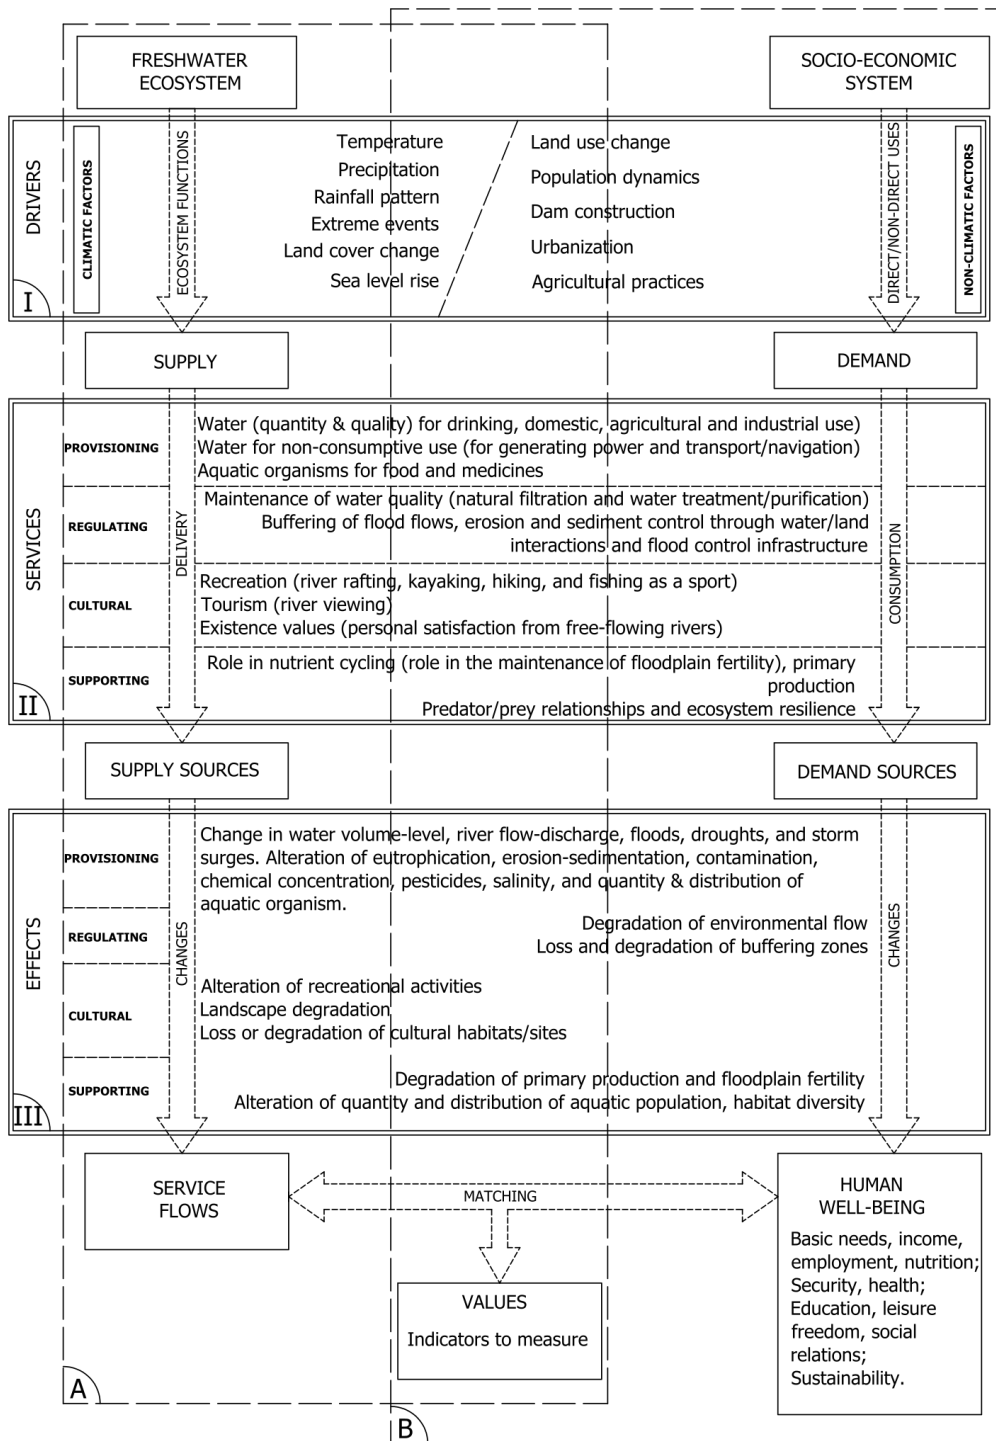 FRESHWATER
ECOSYSTEM
SOCIO-ECONOMIC
SYSTEM
DRIVERS
I
CLIMATIC FACTORS
ECOSYSTEM FUNCTIONS
Temperature
Precipitation
Rainfall pattern
Extreme events
Land cover change
Sea level rise
Land use change
Population dynamics
Dam construction
Urbanization
Agricultural practices
DIRECT/NON-DIRECT USES
NON-CLIMATIC FACTORS
SUPPLY
DEMAND
SERVICES
II
DELIVERY
CONSUMPTION
PROVISIONING
Water (quantity & quality) for drinking, domestic, agricultural and industrial use)
Water for non-consumptive use (for generating power and transport/navigation)
Aquatic organisms for food and medicines
REGULATING
Maintenance of water quality (natural filtration and water treatment/purification)
Buffering of flood flows, erosion and sediment control through water/land
interactions and flood control infrastructure
CULTURAL
Recreation (river rafting, kayaking, hiking, and fishing as a sport)
Tourism (river viewing)
Existence values (personal satisfaction from free-flowing rivers)
SUPPORTING
Role in nutrient cycling (role in the maintenance of floodplain fertility), primary
production
Predator/prey relationships and ecosystem resilience
SUPPLY SOURCES
DEMAND SOURCES
EFFECTS
III
CHANGES
CHANGES
PROVISIONING
Change in water volume-level, river flow-discharge, floods, droughts, and storm
surges. Alteration of eutrophication, erosion-sedimentation, contamination,
chemical concentration, pesticides, salinity, and quantity & distribution of
aquatic organism.
REGULATING
Degradation of environmental flow
Loss and degradation of buffering zones
CULTURAL
Alteration of recreational activities
Landscape degradation
Loss or degradation of cultural habitats/sites
SUPPORTING
Degradation of primary production and floodplain fertility
Alteration of quantity and distribution of aquatic population, habitat diversity
SERVICE
FLOWS
MATCHING
HUMAN
WELL-BEING
Basic needs, income,
employment, nutrition;
Security, health;
Education, leisure
freedom, social
relations;
Sustainability.
VALUES
Indicators to measure
A
B